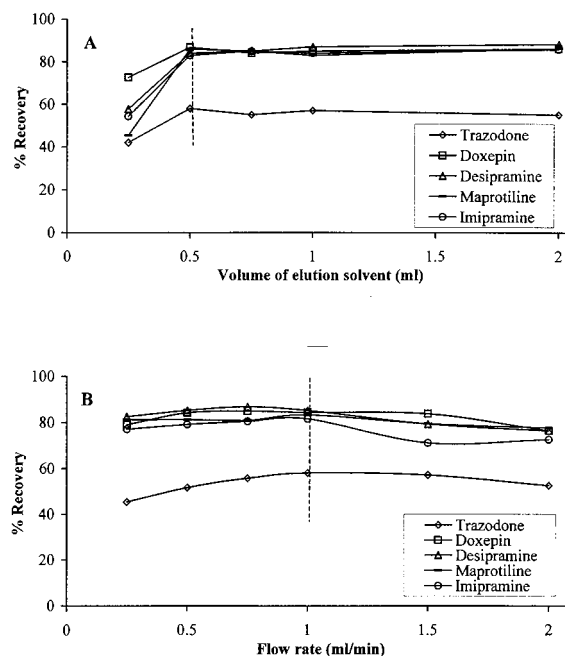 A
% Recovery
100
80
60
40
20
0
Trazodone
Doxepin
Desipramine
Maprotiline
Imipramine
0 0.5 1 1.5 2
Volume of elution solvent (ml)
B
% Recovery
100
80
60
40
20
0
Trazodone
Doxepin
Desipramine
Maprotiline
Imipramine
0 0.5 1 1.5 2
Flow rate (ml/min)